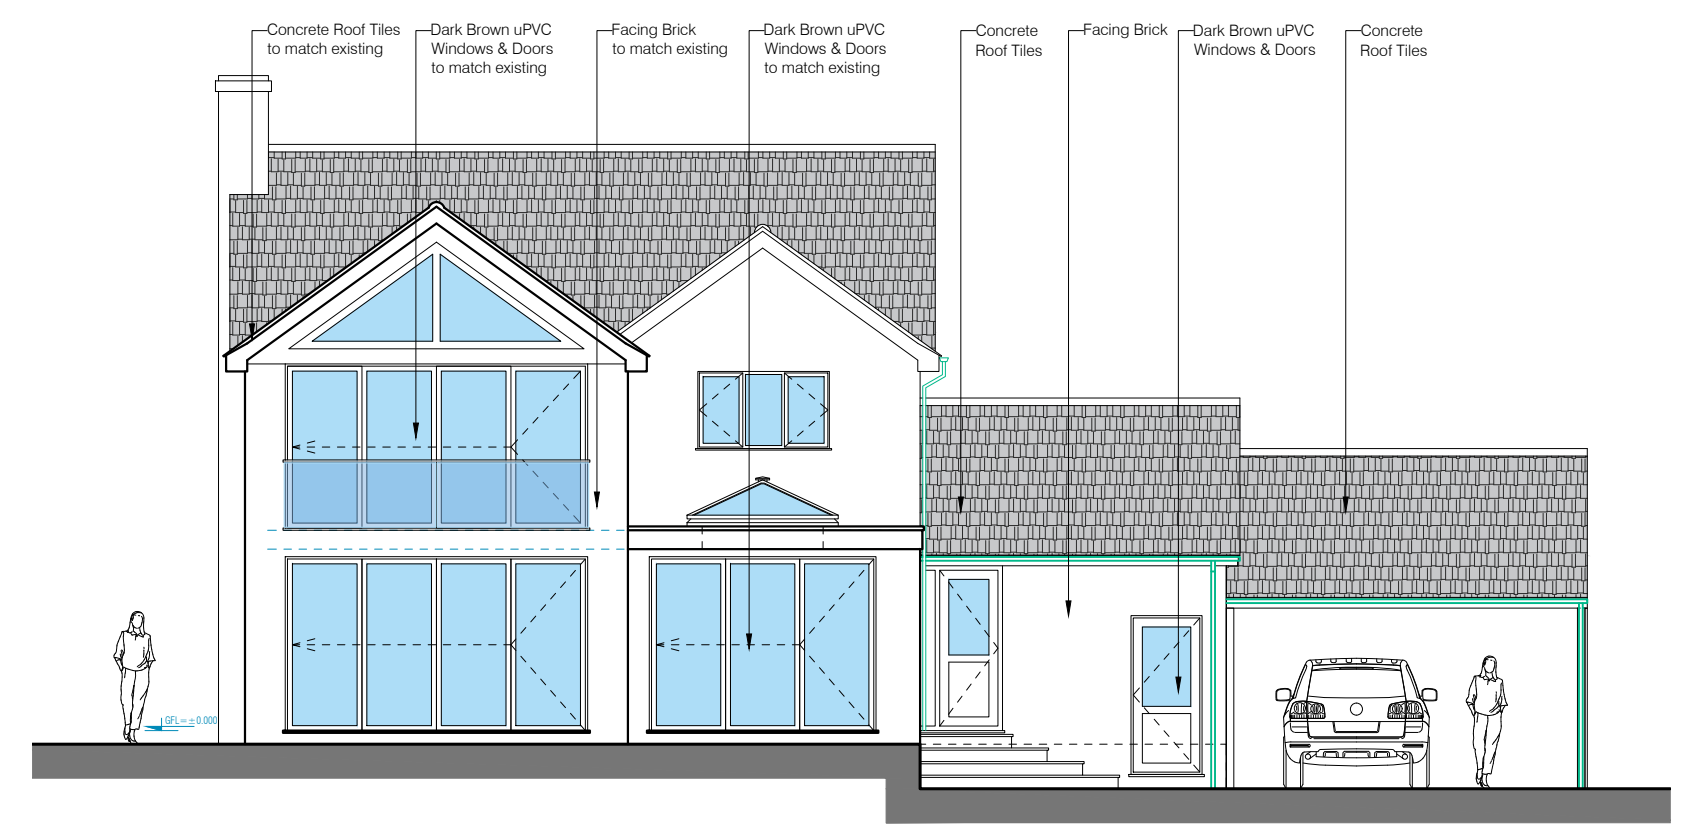 Concrete Roof Tiles
to match existing
Dark Brown uPVC
Windows & Doors
to match existing
Facing Brick
to match existing
Dark Brown uPVC
Windows & Doors
to match existing
Concrete
Roof Tiles
Facing Brick
Dark Brown uPVC
Windows & Doors
Concrete
Roof Tiles
GFL=±0.000